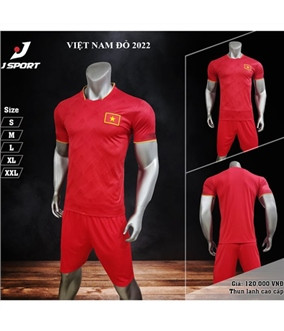 J SPORT
VIỆT NAM ĐỎ 2022
Size
S
M
L
XL
XXL
Giá: 120.000 VNĐ
Thun lạnh cao cấp